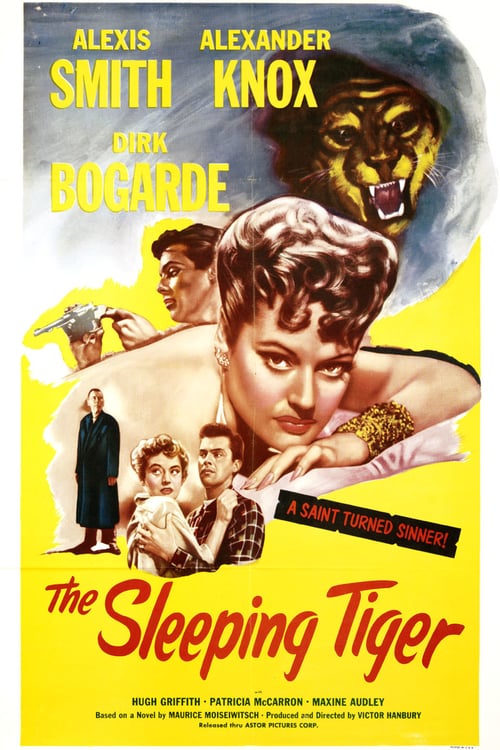 ALEXIS SMITH
ALEXANDER KNOX
DIRK BOGARDE
A SAINT TURNED SINNER!
The Sleeping Tiger
with
HUGH GRIFFITH · PATRICIA McCARRON · MAXINE AUDLEY
Based on a Novel by MAURICE MOISEIWITSCH · Produced and Directed by VICTOR HANBURY
Released thru ASTOR PICTURES CORP.